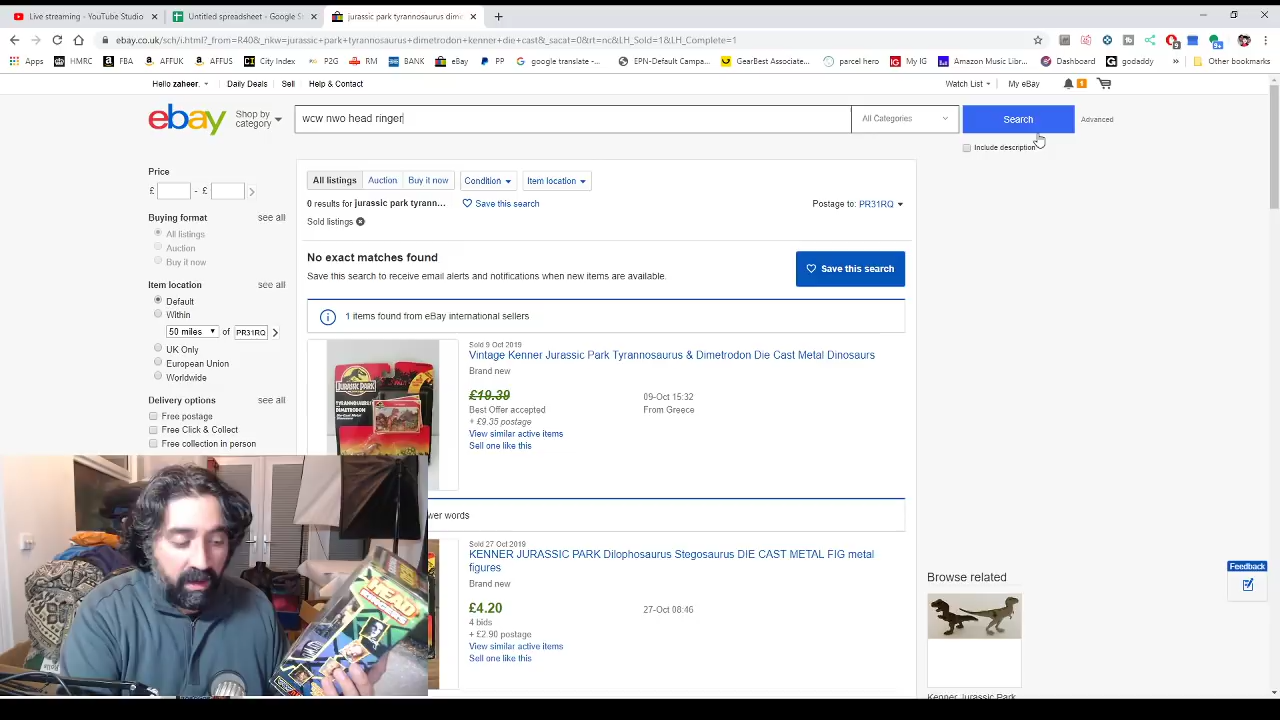 Live streaming - YouTube Studio
Untitled spreadsheet - Google S
jurassic park tyrannosaurus dime
ebay.co.uk/sch/i.html?_from=R40&_nkw=jurassic+park+tyrannosaurus+dimetrodon+kenner+die+cast&_sacat=0&rt=nc&LH_Sold=1&LH_Complete=1
Apps HMRC FBA AFFUK AFFUS City Index P2G RM BANK eBay PP google translate -... EPN-Default Campa... GearBest Associate... parcel hero My IG Amazon Music Libr... Dashboard godaddy » Other bookmarks
Hello zaheer. Daily Deals Sell Help & Contact Watch List My eBay 1
ebay
Shop by category
wcw nwo head ringer
All Categories
Search
Advanced
Include description
Price
£ - £
Buying format see all
All listings
Auction
Buy it now
Item location see all
Default
Within
50 miles of PR31RQ
UK Only
European Union
Worldwide
Delivery options see all
Free postage
Free Click & Collect
Free collection in person
All listings Auction Buy it now Condition Item location
0 results for jurassic park tyrann... Save this search
Postage to: PR31RQ
Sold listings
No exact matches found
Save this search to receive email alerts and notifications when new items are available.
Save this search
1 items found from eBay international sellers
Sold 9 Oct 2019
Vintage Kenner Jurassic Park Tyrannosaurus & Dimetrodon Die Cast Metal Dinosaurs
Brand new
£19.39
09-Oct 15:32
Best Offer accepted
From Greece
+ £9.35 postage
View similar active items
Sell one like this
JURASSIC PARK
TYRANNOSAURUS
DIMETRODON
wer words
Sold 27 Oct 2019
KENNER JURASSIC PARK Dilophosaurus Stegosaurus DIE CAST METAL FIG metal
figures
Brand new
£4.20
27-Oct 08:46
4 bids
+ £2.90 postage
View similar active items
Sell one like this
Browse related
Kenner Jurassic Park
Feedback
HEAD